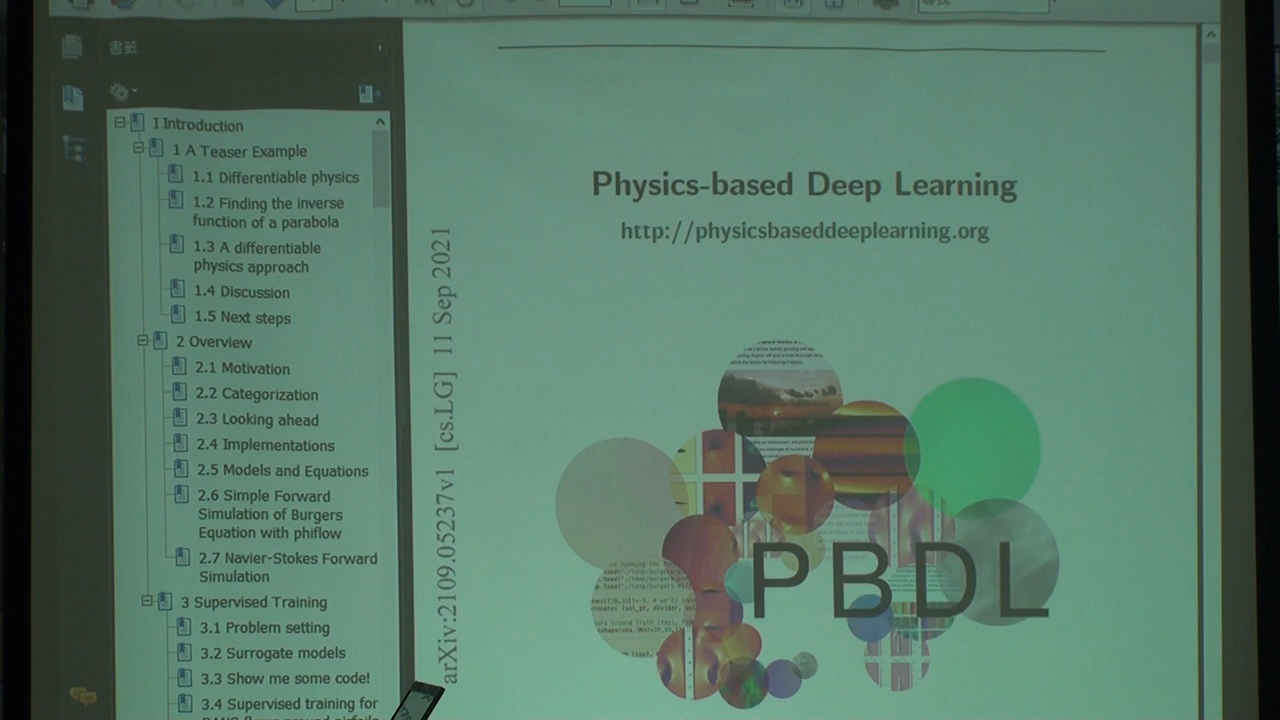 I Introduction
1 A Teaser Example
1.1 Differentiable physics
1.2 Finding the inverse
function of a parabola
1.3 A differentiable
physics approach
1.4 Discussion
1.5 Next steps
2 Overview
2.1 Motivation
2.2 Categorization
2.3 Looking ahead
2.4 Implementations
2.5 Models and Equations
2.6 Simple Forward
Simulation of Burgers
Equation with phiflow
2.7 Navier-Stokes Forward
Simulation
3 Supervised Training
3.1 Problem setting
3.2 Surrogate models
3.3 Show me some code!
3.4 Supervised training for
arXiv:2109.05237v1 [cs.LG] 11 Sep 2021
Physics-based Deep Learning
http://physicsbaseddeeplearning.org
PBDL